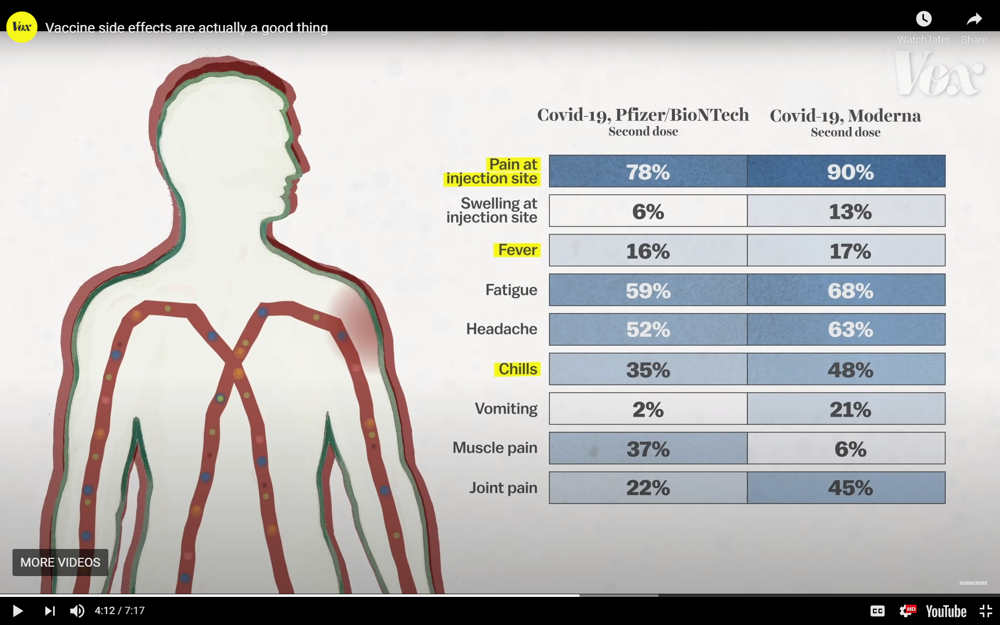 Vox
Vaccine side effects are actually a good thing
Watch later
Share
Vox
Covid-19, Pfizer/BioNTech
Second dose
Covid-19, Moderna
Second dose
Pain at
injection site
78%
90%
Swelling at
injection site
6%
13%
Fever
16%
17%
Fatigue
59%
68%
Headache
52%
63%
Chills
35%
48%
Vomiting
2%
21%
Muscle pain
37%
6%
Joint pain
22%
45%
MORE VIDEOS
SUBSCRIBE
4:12 / 7:17
CC
HD
YouTube